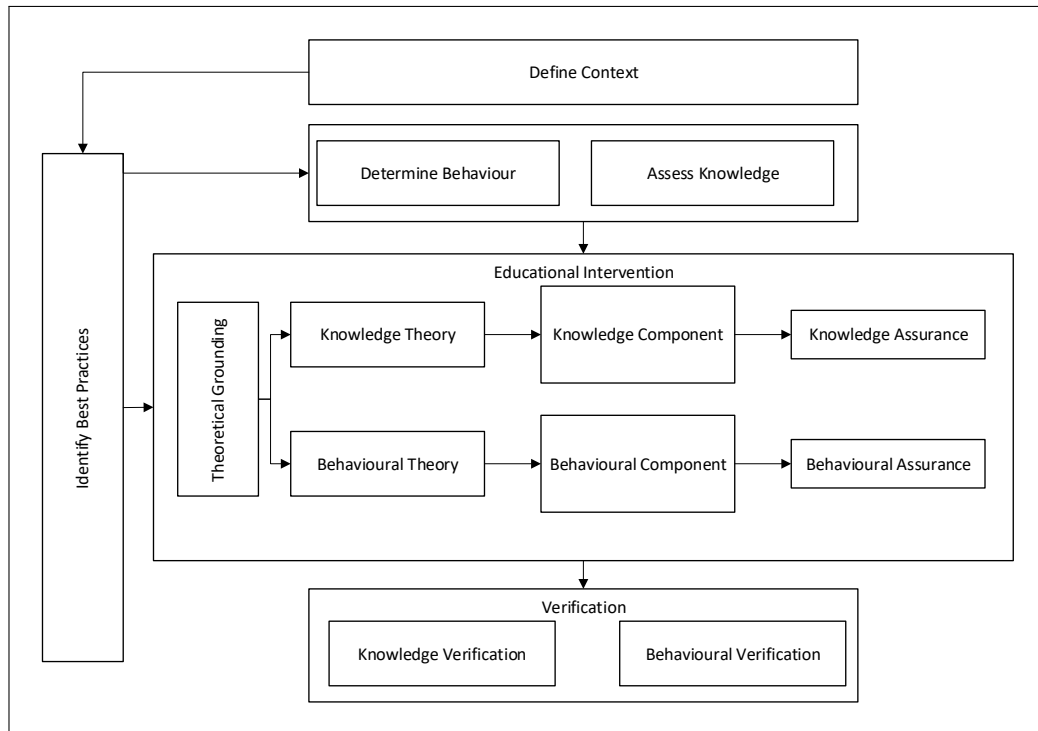 Define Context
Determine Behaviour
Assess Knowledge
Identify Best Practices
Educational Intervention
Theoretical Grounding
Knowledge Theory
Knowledge Component
Knowledge Assurance
Behavioural Theory
Behavioural Component
Behavioural Assurance
Verification
Knowledge Verification
Behavioural Verification